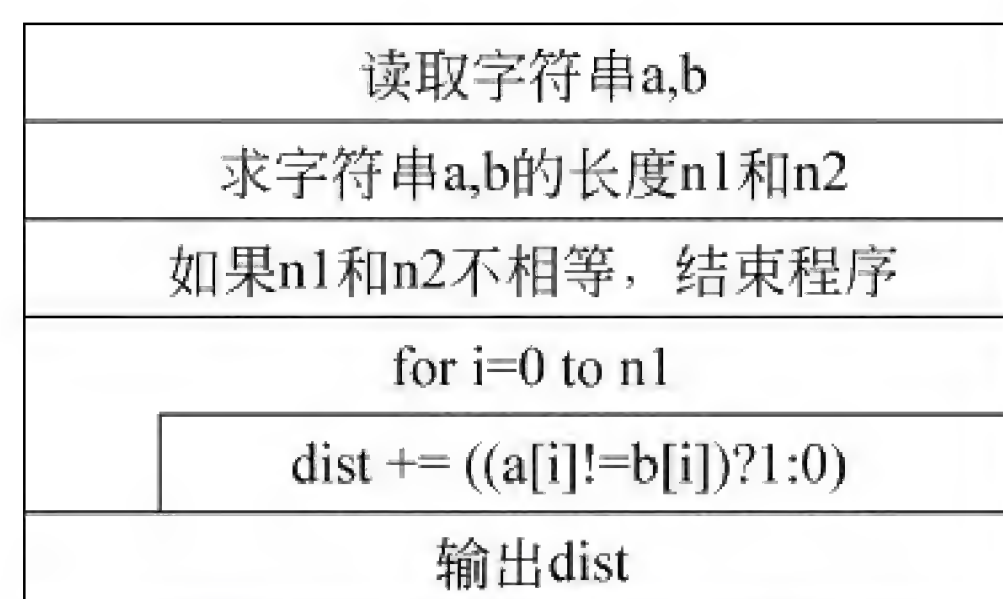 读取字符串a,b
求字符串a,b的长度n1和n2
如果n1和n2不相等，结束程序
for i=0 to n1
dist += ((a[i]!=b[i])?1:0)
输出dist